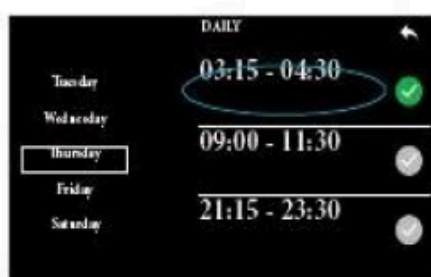 DAILY
Tuesday
Wednesday
Thursday
Friday
Saturday
03:15 - 04:30
09:00 - 11:30
21:15 - 23:30